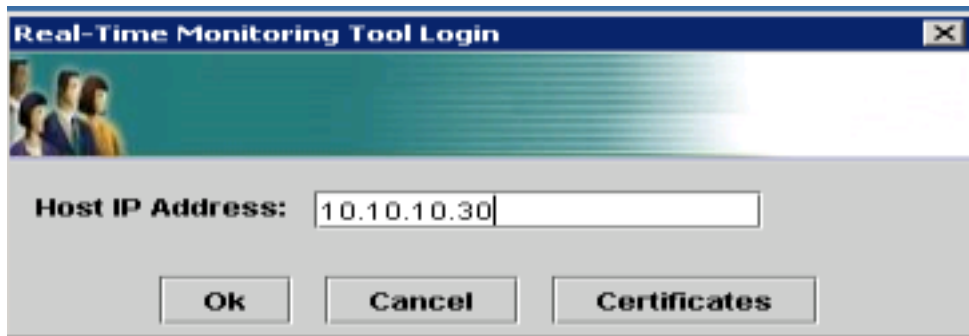 Real-Time Monitoring Tool Login
Host IP Address: 10.10.10.30
Ok Cancel Certificates